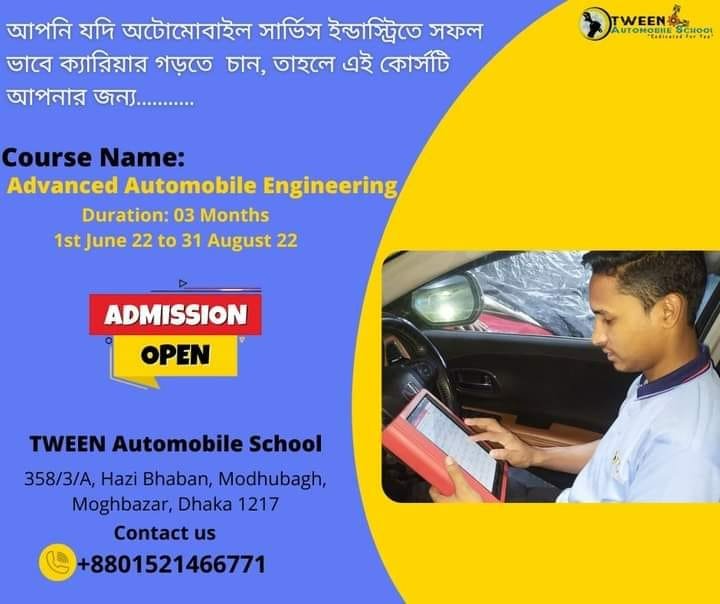 আপনি যদি অটোমোবাইল সার্ভিস ইন্ডাস্ট্রিতে সফল
ভাবে ক্যারিয়ার গড়তে চান, তাহলে এই কোর্সটি
আপনার জন্য...........
TWEEN
AUTOMOBILE SCHOOL
"Dedicated For You"
Course Name:
Advanced Automobile Engineering
Duration: 03 Months
1st June 22 to 31 August 22
ADMISSION
OPEN
TWEEN Automobile School
358/3/A, Hazi Bhaban, Modhubagh,
Moghbazar, Dhaka 1217
Contact us
+8801521466771